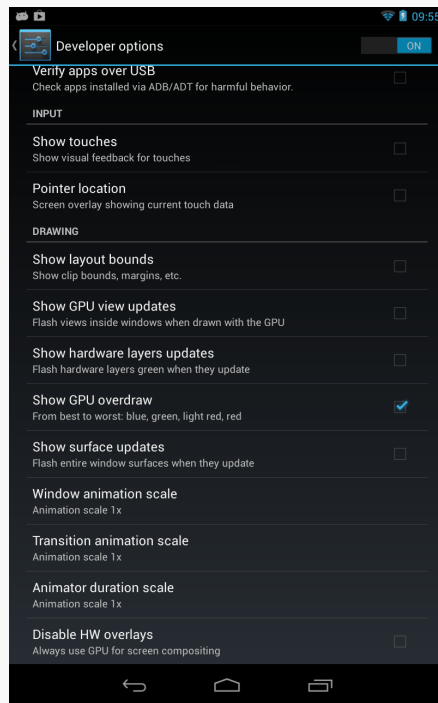 09:55
Developer options
ON
Verify apps over USB
Check apps installed via ADB/ADT for harmful behavior.
INPUT
Show touches
Show visual feedback for touches
Pointer location
Screen overlay showing current touch data
DRAWING
Show layout bounds
Show clip bounds, margins, etc.
Show GPU view updates
Flash views inside windows when drawn with the GPU
Show hardware layers updates
Flash hardware layers green when they update
Show GPU overdraw
From best to worst: blue, green, light red, red
Show surface updates
Flash entire window surfaces when they update
Window animation scale
Animation scale 1x
Transition animation scale
Animation scale 1x
Animator duration scale
Animation scale 1x
Disable HW overlays
Always use GPU for screen compositing